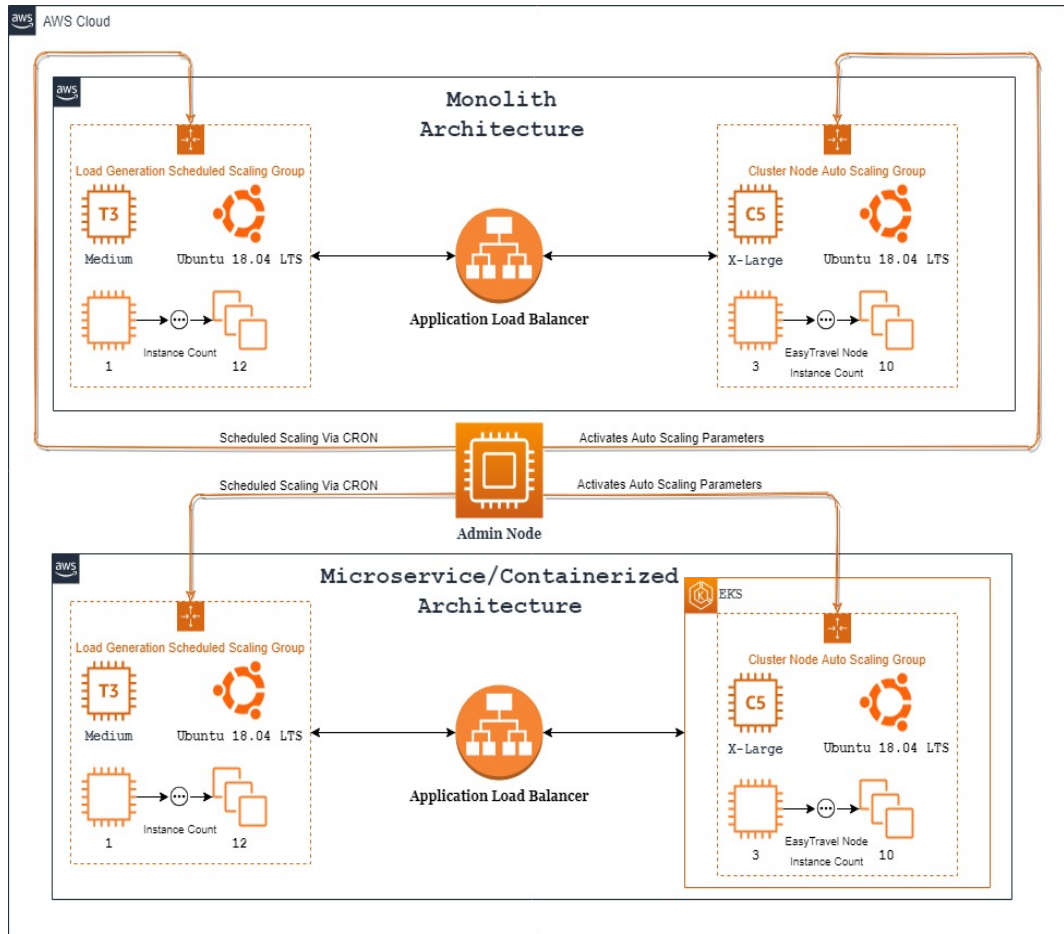 aws
AWS Cloud
aws
Monolith
Architecture
Load Generation Scheduled Scaling Group
T3
Medium
Ubuntu 18.04 LTS
1
Instance Count
12
Application Load Balancer
Cluster Node Auto Scaling Group
C5
X-Large
Ubuntu 18.04 LTS
3
EasyTravel Node
Instance Count
10
Scheduled Scaling Via CRON
Activates Auto Scaling Parameters
Scheduled Scaling Via CRON
Activates Auto Scaling Parameters
Admin Node
aws
Microservice/Containerized
Architecture
Load Generation Scheduled Scaling Group
T3
Medium
Ubuntu 18.04 LTS
1
Instance Count
12
Application Load Balancer
K
EKS
Cluster Node Auto Scaling Group
C5
X-Large
Ubuntu 18.04 LTS
3
EasyTravel Node
Instance Count
10